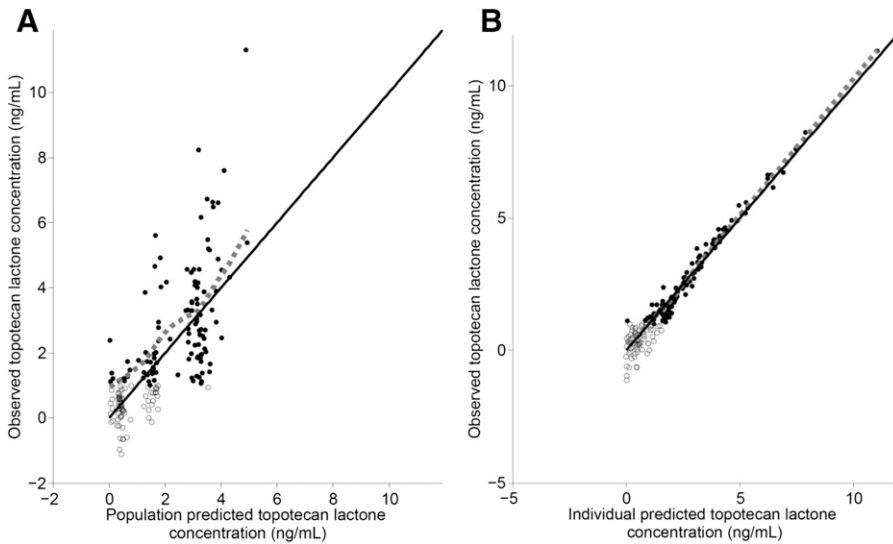 A
Observed topotecan lactone concentration (ng/mL)
10
8
6
4
2
0
−2
−2
0
2
4
6
8
10
Population predicted topotecan lactone
concentration (ng/mL)
B
Observed topotecan lactone concentration (ng/mL)
10
5
0
−5
−5
0
5
10
Individual predicted topotecan lactone
concentration (ng/mL)